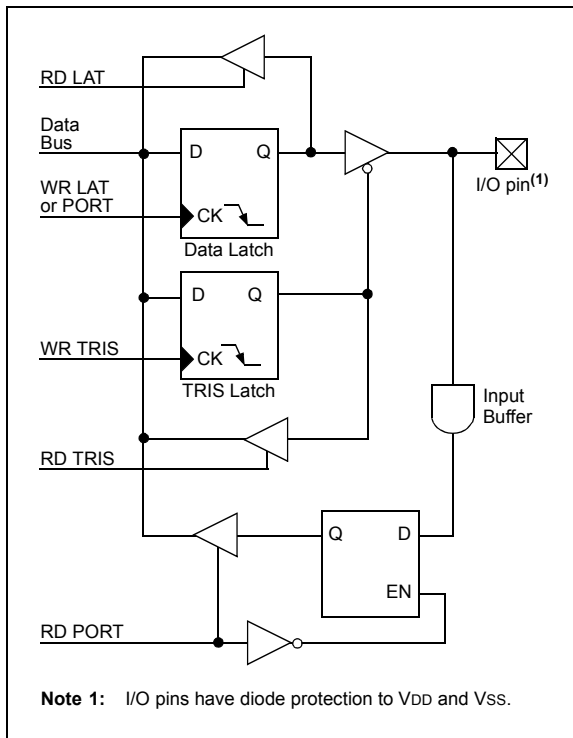 RD LAT
Data
Bus
D Q
WR LAT
or PORT
CK
Data Latch
I/O pin(1)
D Q
WR TRIS
CK
TRIS Latch
Input
Buffer
RD TRIS
Q D
EN
RD PORT
Note 1: I/O pins have diode protection to VDD and VSS.